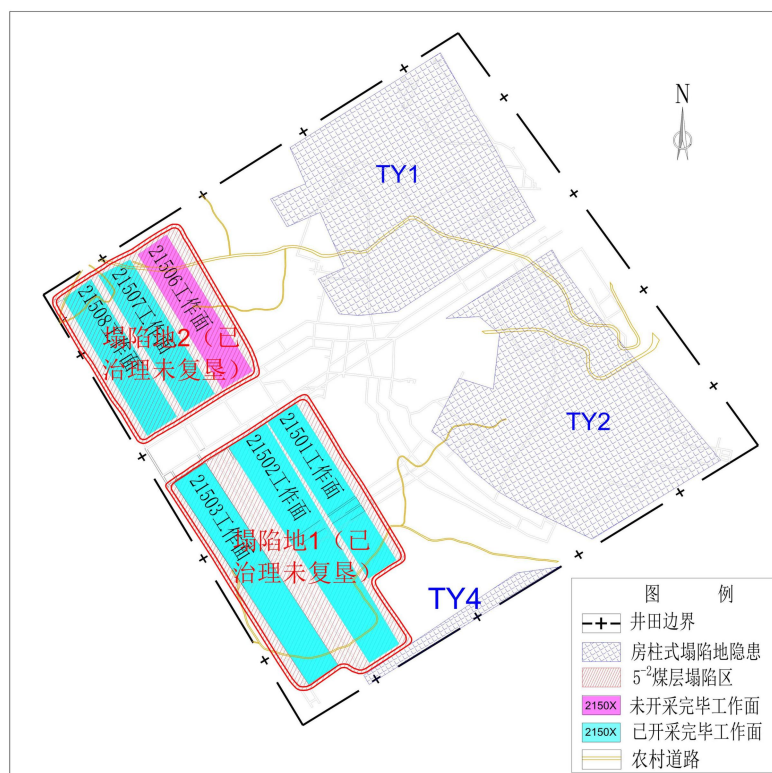 N
TY1
21506工作面
21507工作面
21508工作面
塌陷地2（已
治理未复垦）
TY2
21501工作面
21502工作面
21503工作面
塌陷地1（已
治理未复垦）
TY4
图 例
井田边界
房柱式塌陷地隐患
5⁻²煤层塌陷区
2150X 未开采完毕工作面
2150X 已开采完毕工作面
农村道路